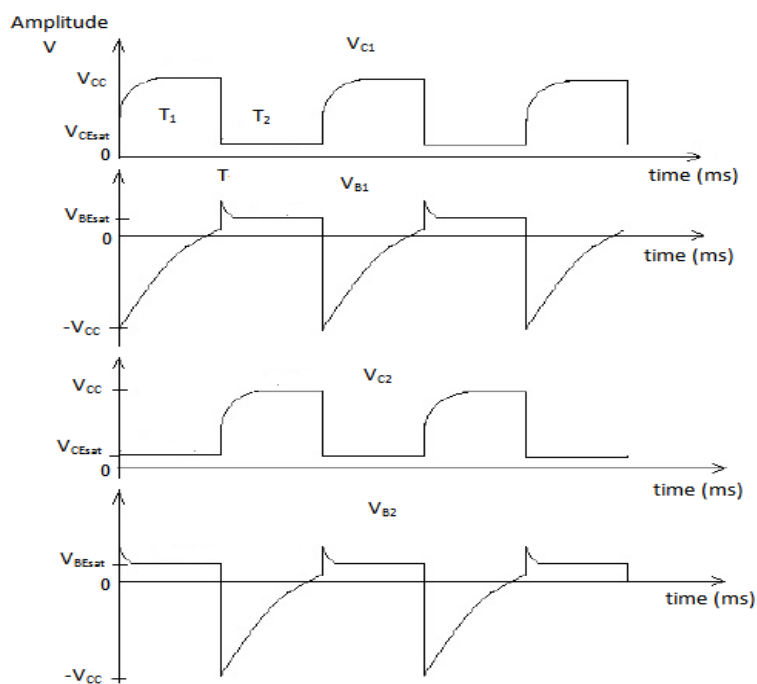 Amplitude
V
VC1
VCC
T1 T2
VCEsat
0
time (ms)
T
VB1
VBEsat
0
time (ms)
-VCC
VCC
VC2
VCEsat
0
time (ms)
VB2
VBEsat
0
time (ms)
-VCC